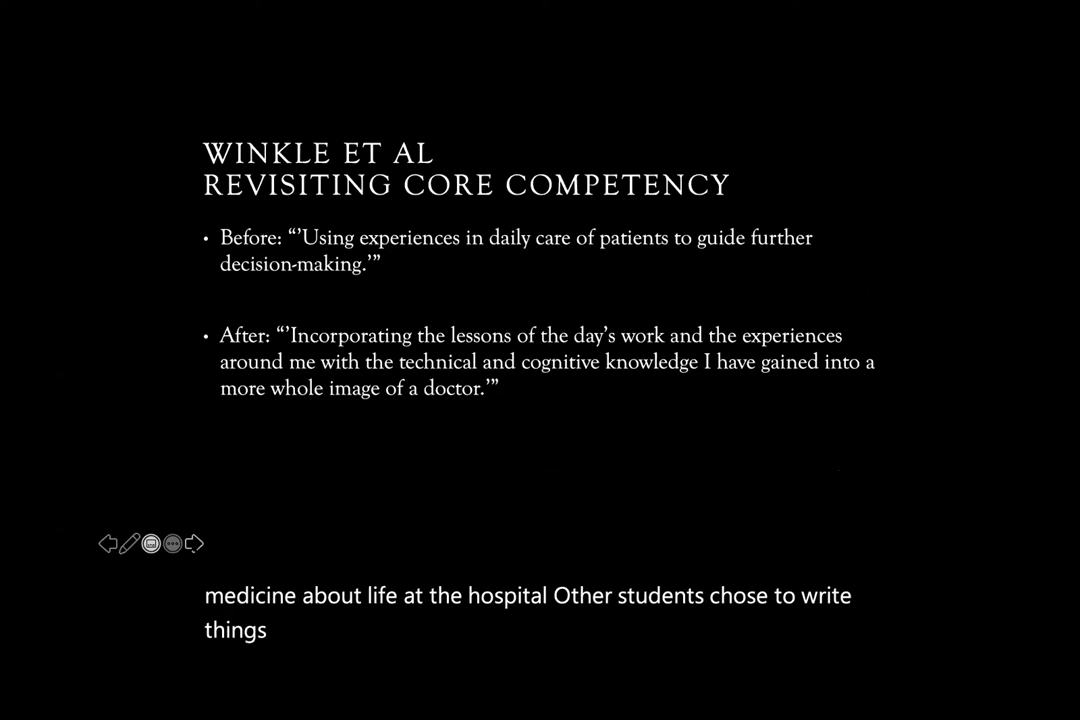 WINKLE ET AL
REVISITING CORE COMPETENCY
• Before: “’Using experiences in daily care of patients to guide further
decision-making.’”
• After: “’Incorporating the lessons of the day’s work and the experiences
around me with the technical and cognitive knowledge I have gained into a
more whole image of a doctor.’”
medicine about life at the hospital Other students chose to write
things